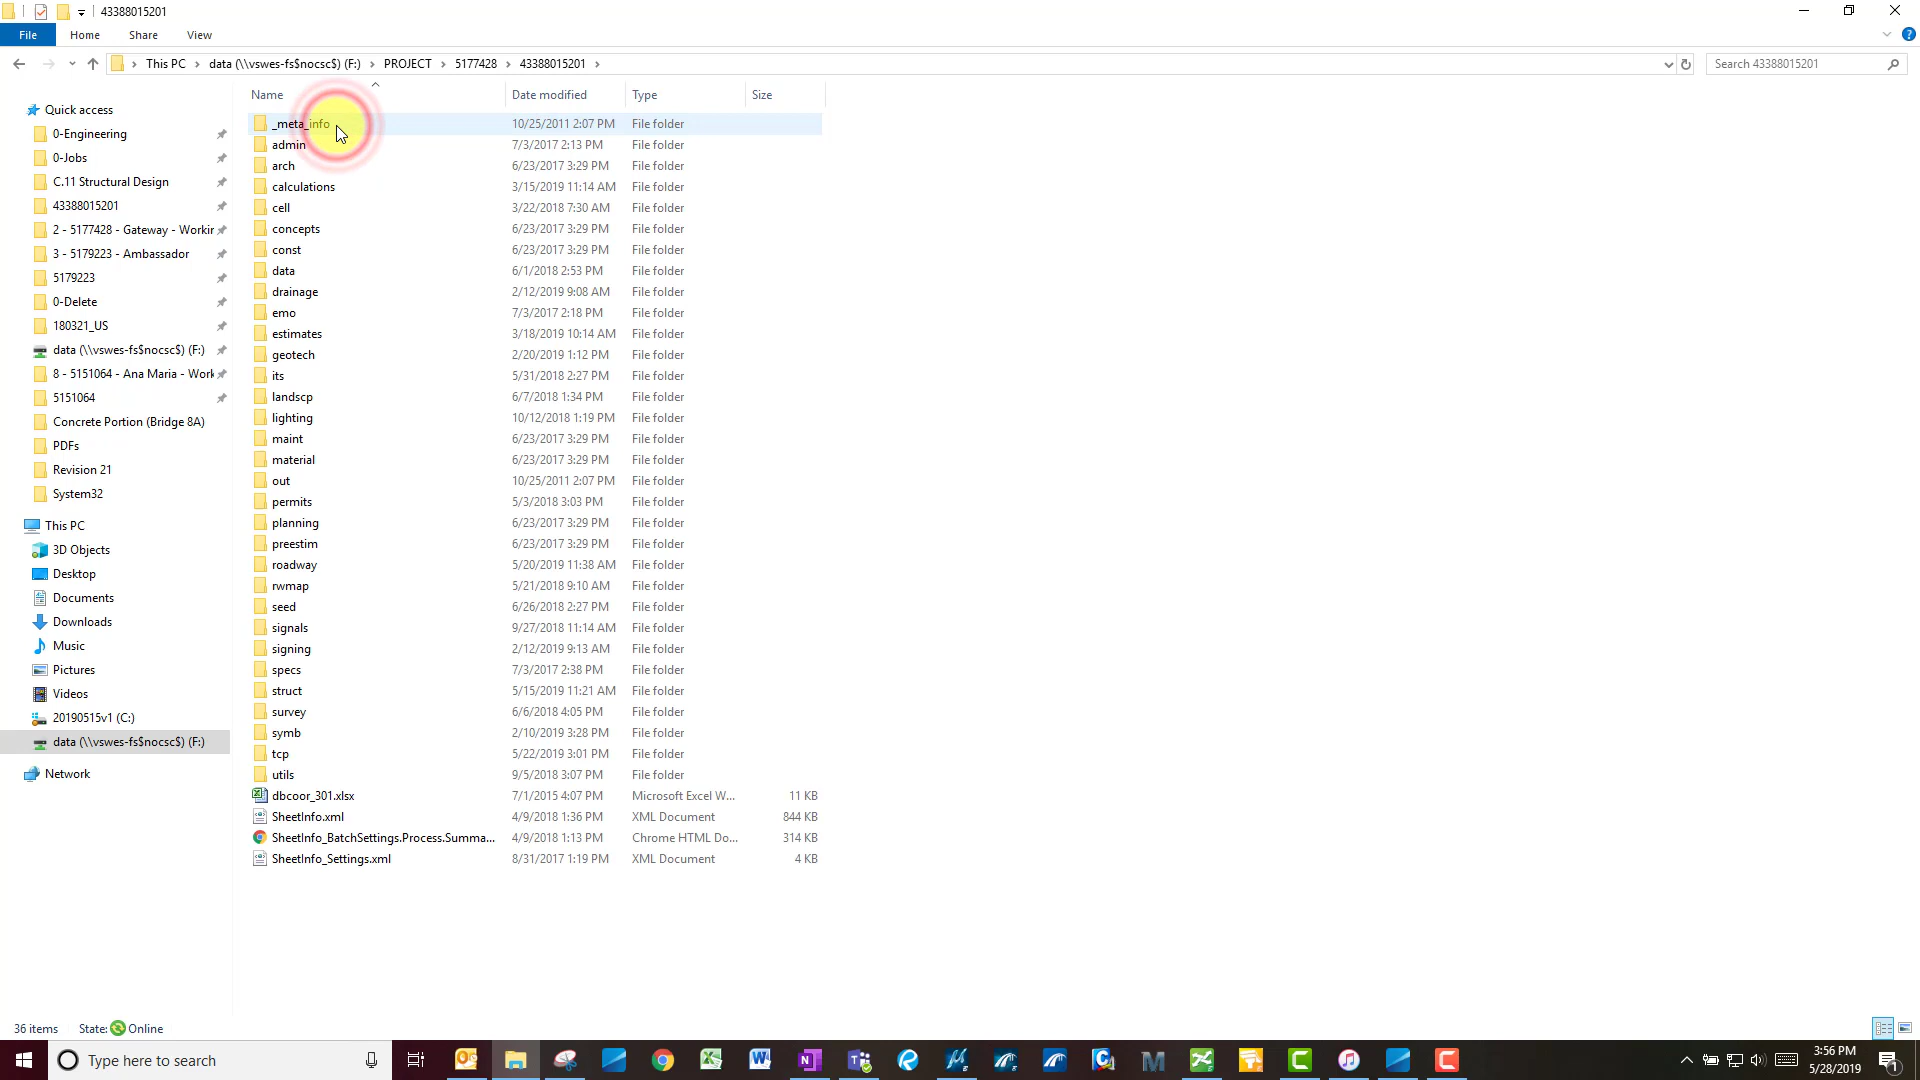 43388015201
File Home Share View
This PC data (\\vswes-fs$nocsc$) (F:) PROJECT 5177428 43388015201
Search 43388015201
Name Date modified Type Size
Quick access
0-Engineering
0-Jobs
C.11 Structural Design
43388015201
2 - 5177428 - Gateway - Workin
3 - 5179223 - Ambassador
5179223
0-Delete
180321_US
data (\\vswes-fs$nocsc$) (F:)
8 - 5151064 - Ana Maria - Work
5151064
Concrete Portion (Bridge 8A)
PDFs
Revision 21
System32
This PC
3D Objects
Desktop
Documents
Downloads
Music
Pictures
Videos
20190515v1 (C:)
data (\\vswes-fs$nocsc$) (F:)
Network
_meta_info 10/25/2011 2:07 PM File folder
admin 7/3/2017 2:13 PM File folder
arch 6/23/2017 3:29 PM File folder
calculations 3/15/2019 11:14 AM File folder
cell 3/22/2018 7:30 AM File folder
concepts 6/23/2017 3:29 PM File folder
const 6/23/2017 3:29 PM File folder
data 6/1/2018 2:53 PM File folder
drainage 2/12/2019 9:08 AM File folder
emo 7/3/2017 2:18 PM File folder
estimates 3/18/2019 10:14 AM File folder
geotech 2/20/2019 1:12 PM File folder
its 5/31/2018 2:27 PM File folder
landscp 6/7/2018 1:34 PM File folder
lighting 10/12/2018 1:19 PM File folder
maint 6/23/2017 3:29 PM File folder
material 6/23/2017 3:29 PM File folder
out 10/25/2011 2:07 PM File folder
permits 5/3/2018 3:03 PM File folder
planning 6/23/2017 3:29 PM File folder
preestim 6/23/2017 3:29 PM File folder
roadway 5/20/2019 11:38 AM File folder
rwmap 5/21/2018 9:10 AM File folder
seed 6/26/2018 2:27 PM File folder
signals 9/27/2018 11:14 AM File folder
signing 2/12/2019 9:13 AM File folder
specs 7/3/2017 2:38 PM File folder
struct 5/15/2019 11:21 AM File folder
survey 6/6/2018 4:05 PM File folder
symb 2/10/2019 3:28 PM File folder
tcp 5/22/2019 3:01 PM File folder
utils 9/5/2018 3:07 PM File folder
dbcoor_301.xlsx 7/1/2015 4:07 PM Microsoft Excel W... 11 KB
SheetInfo.xml 4/9/2018 1:36 PM XML Document 844 KB
SheetInfo_BatchSettings.Process.Summa... 4/9/2018 1:13 PM Chrome HTML Do... 314 KB
SheetInfo_Settings.xml 8/31/2017 1:19 PM XML Document 4 KB
36 items State: Online
Type here to search
3:56 PM
5/28/2019
1